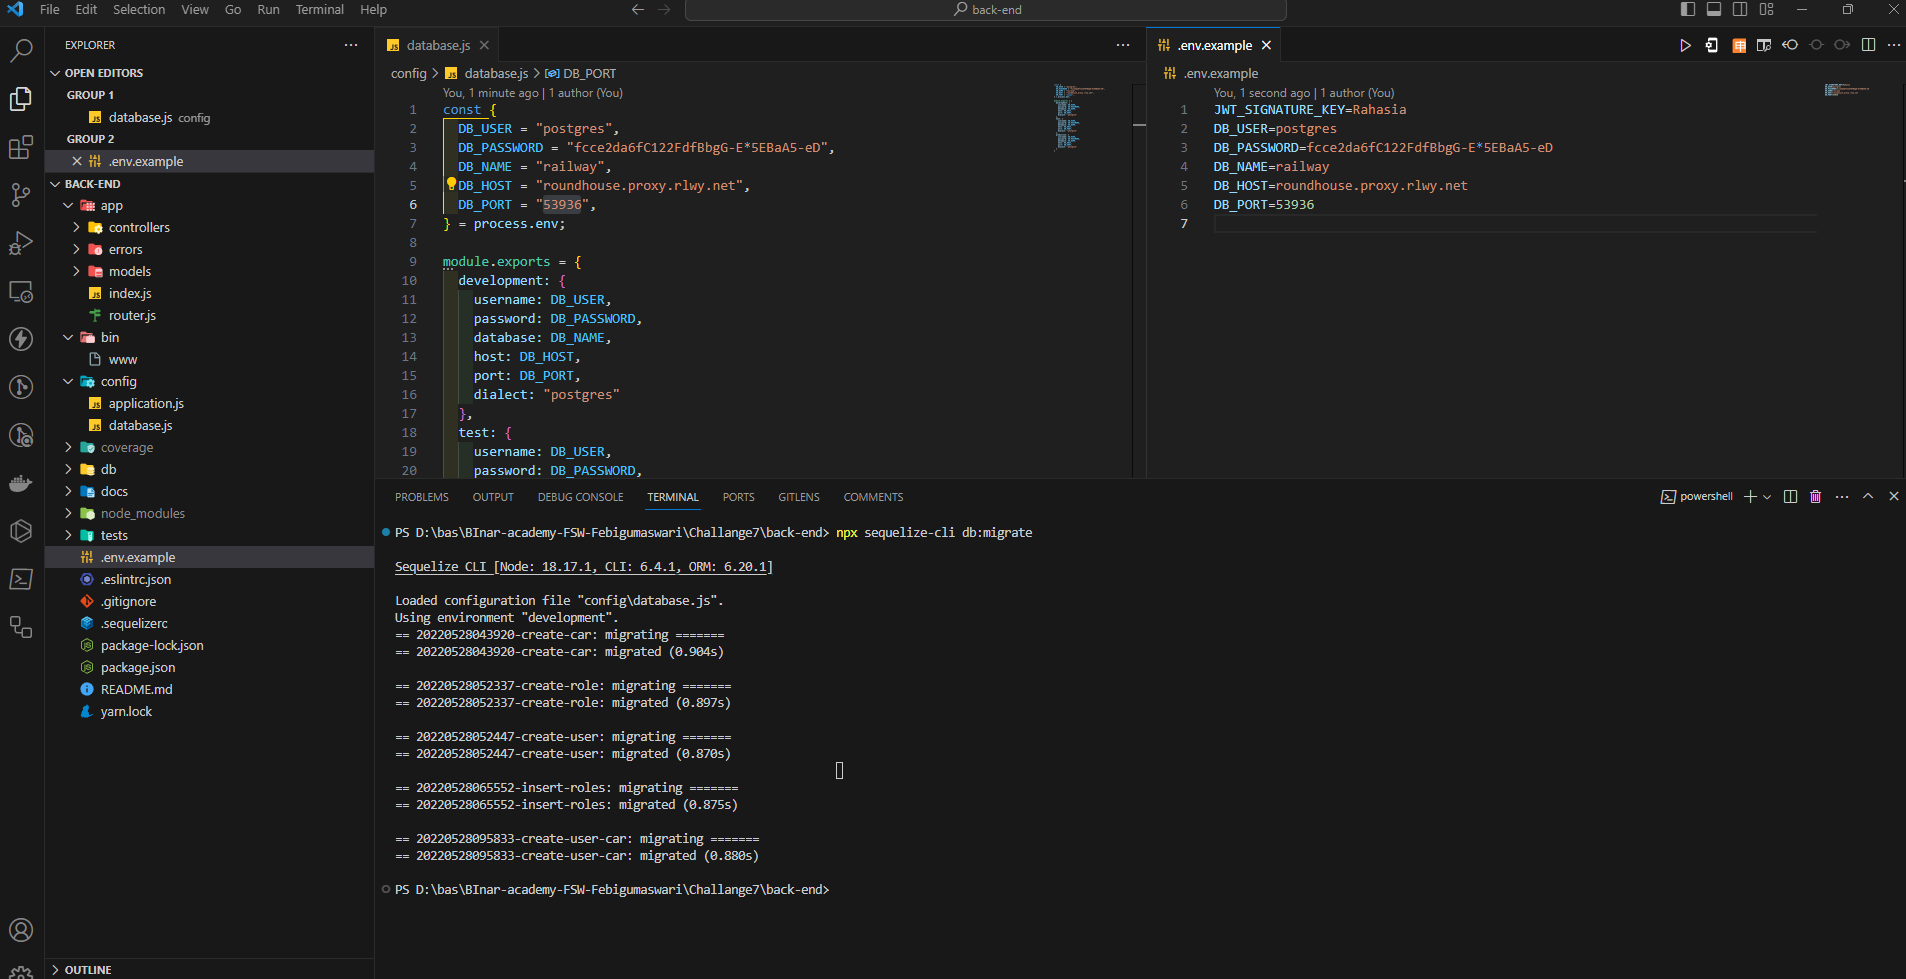 File Edit Selection View Go Run Terminal Help
back-end
EXPLORER
OPEN EDITORS
GROUP 1
database.js config
GROUP 2
.env.example
BACK-END
app
controllers
errors
models
index.js
router.js
bin
www
config
application.js
database.js
coverage
db
docs
node_modules
tests
.env.example
.eslintrc.json
.gitignore
.sequelizerc
package-lock.json
package.json
README.md
yarn.lock
OUTLINE
database.js
config > database.js > DB_PORT
You, 1 minute ago | 1 author (You)
1 const {
2 DB_USER = "postgres",
3 DB_PASSWORD = "fcce2da6fC122FdfBbgG-E*5EBaA5-eD",
4 DB_NAME = "railway",
5 DB_HOST = "roundhouse.proxy.rlwy.net",
6 DB_PORT = "53936",
7 } = process.env;
8
9 module.exports = {
10 development: {
11 username: DB_USER,
12 password: DB_PASSWORD,
13 database: DB_NAME,
14 host: DB_HOST,
15 port: DB_PORT,
16 dialect: "postgres"
17 },
18 test: {
19 username: DB_USER,
20 password: DB_PASSWORD,
.env.example
.env.example
You, 1 second ago | 1 author (You)
1 JWT_SIGNATURE_KEY=Rahasia
2 DB_USER=postgres
3 DB_PASSWORD=fcce2da6fC122FdfBbgG-E*5EBaA5-eD
4 DB_NAME=railway
5 DB_HOST=roundhouse.proxy.rlwy.net
6 DB_PORT=53936
7
PROBLEMS OUTPUT DEBUG CONSOLE TERMINAL PORTS GITLENS COMMENTS
powershell
PS D:\bas\BInar-academy-FSW-Febigumaswari\Challange7\back-end> npx sequelize-cli db:migrate
Sequelize CLI [Node: 18.17.1, CLI: 6.4.1, ORM: 6.20.1]
Loaded configuration file "config\database.js".
Using environment "development".
== 20220528043920-create-car: migrating =======
== 20220528043920-create-car: migrated (0.904s)
== 20220528052337-create-role: migrating =======
== 20220528052337-create-role: migrated (0.897s)
== 20220528052447-create-user: migrating =======
== 20220528052447-create-user: migrated (0.870s)
== 20220528065552-insert-roles: migrating =======
== 20220528065552-insert-roles: migrated (0.875s)
== 20220528095833-create-user-car: migrating =======
== 20220528095833-create-user-car: migrated (0.880s)
PS D:\bas\BInar-academy-FSW-Febigumaswari\Challange7\back-end>